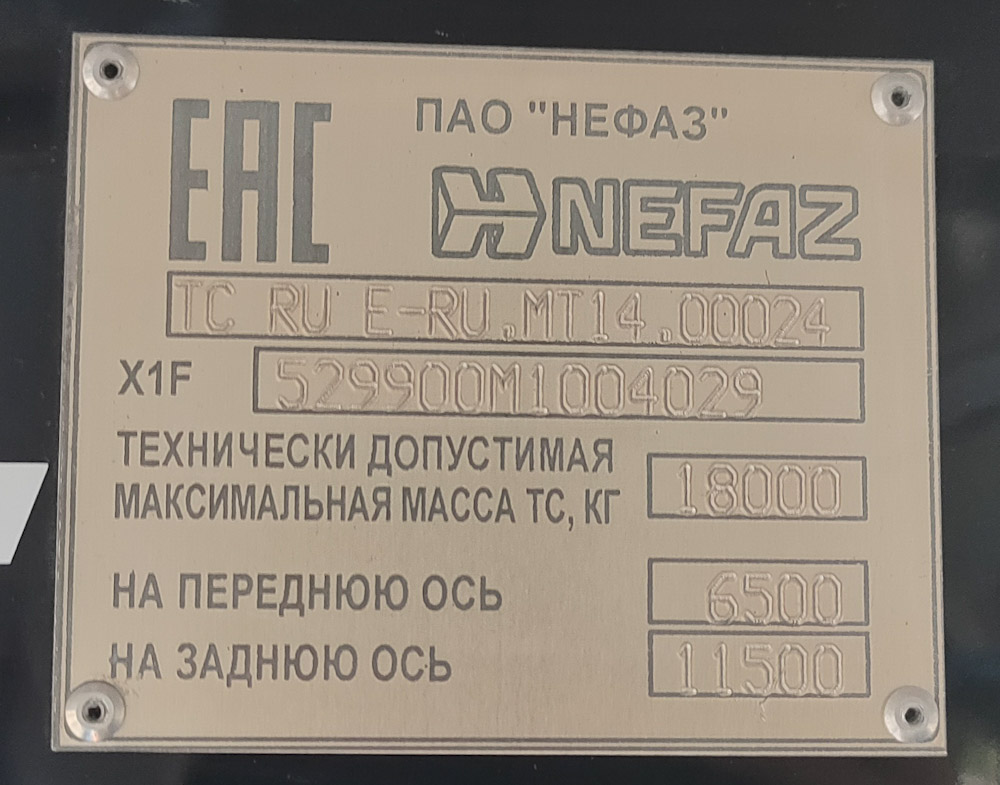 ЕАС
ПАО "НЕФАЗ"
NEFAZ
TC RU E-RU.MT14.00024
X1F 529900M1004029
ТЕХНИЧЕСКИ ДОПУСТИМАЯ
МАКСИМАЛЬНАЯ МАССА ТС, КГ 18000
НА ПЕРЕДНЮЮ ОСЬ 6500
НА ЗАДНЮЮ ОСЬ 11500